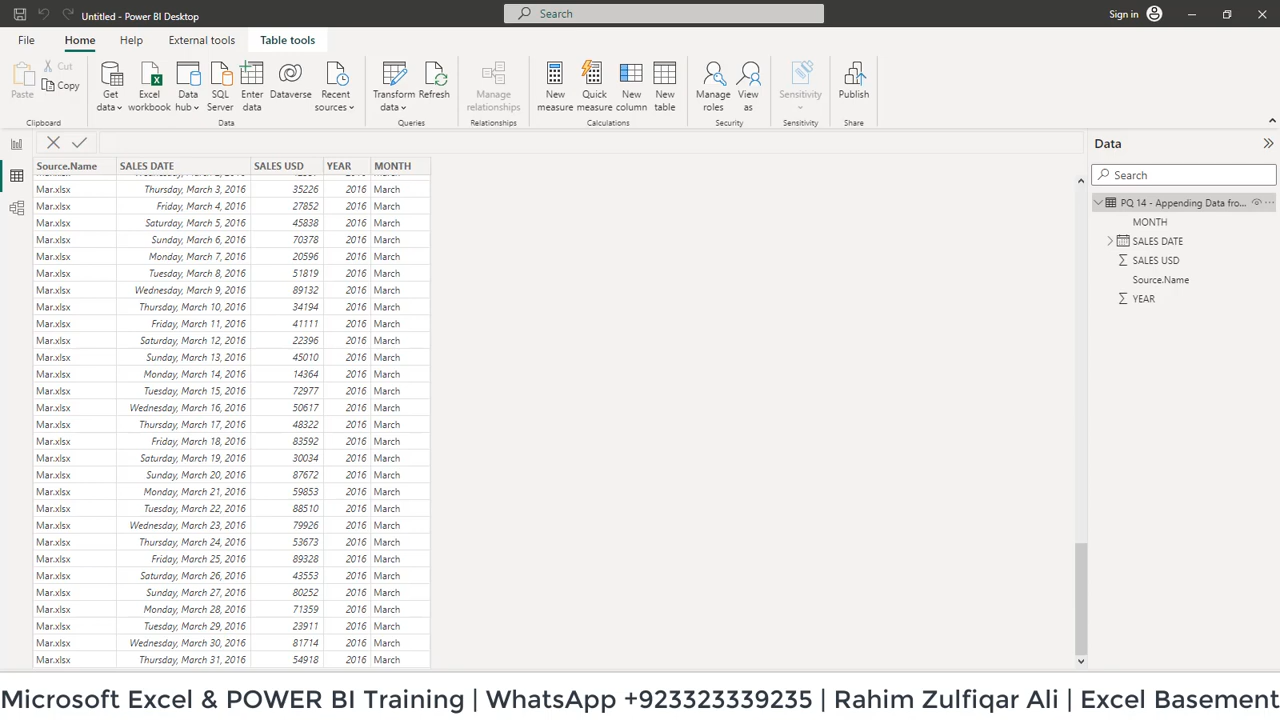 Untitled - Power BI Desktop
Search
Sign in
File
Home
Help
External tools
Table tools
Paste
Cut
Copy
Get data
Excel workbook
Data hub
SQL Server
Enter data
Dataverse
Recent sources
Transform data
Refresh
Manage relationships
New measure
Quick measure
New column
New table
Manage roles
View as
Sensitivity
Publish
Clipboard
Data
Queries
Relationships
Calculations
Security
Sensitivity
Share
Source.Name SALES DATE SALES USD YEAR MONTH
Mar.xlsx Thursday, March 3, 2016 35226 2016 March
Mar.xlsx Friday, March 4, 2016 27852 2016 March
Mar.xlsx Saturday, March 5, 2016 45838 2016 March
Mar.xlsx Sunday, March 6, 2016 70378 2016 March
Mar.xlsx Monday, March 7, 2016 20596 2016 March
Mar.xlsx Tuesday, March 8, 2016 51819 2016 March
Mar.xlsx Wednesday, March 9, 2016 89132 2016 March
Mar.xlsx Thursday, March 10, 2016 34194 2016 March
Mar.xlsx Friday, March 11, 2016 41111 2016 March
Mar.xlsx Saturday, March 12, 2016 22396 2016 March
Mar.xlsx Sunday, March 13, 2016 45010 2016 March
Mar.xlsx Monday, March 14, 2016 14364 2016 March
Mar.xlsx Tuesday, March 15, 2016 72977 2016 March
Mar.xlsx Wednesday, March 16, 2016 50617 2016 March
Mar.xlsx Thursday, March 17, 2016 48322 2016 March
Mar.xlsx Friday, March 18, 2016 83592 2016 March
Mar.xlsx Saturday, March 19, 2016 30034 2016 March
Mar.xlsx Sunday, March 20, 2016 87672 2016 March
Mar.xlsx Monday, March 21, 2016 59853 2016 March
Mar.xlsx Tuesday, March 22, 2016 88510 2016 March
Mar.xlsx Wednesday, March 23, 2016 79926 2016 March
Mar.xlsx Thursday, March 24, 2016 53673 2016 March
Mar.xlsx Friday, March 25, 2016 89328 2016 March
Mar.xlsx Saturday, March 26, 2016 43553 2016 March
Mar.xlsx Sunday, March 27, 2016 80252 2016 March
Mar.xlsx Monday, March 28, 2016 71359 2016 March
Mar.xlsx Tuesday, March 29, 2016 23911 2016 March
Mar.xlsx Wednesday, March 30, 2016 81714 2016 March
Mar.xlsx Thursday, March 31, 2016 54918 2016 March
Data
Search
PQ 14 - Appending Data fro...
MONTH
SALES DATE
SALES USD
Source.Name
YEAR
Microsoft Excel & POWER BI Training | WhatsApp +923323339235 | Rahim Zulfiqar Ali | Excel Basement